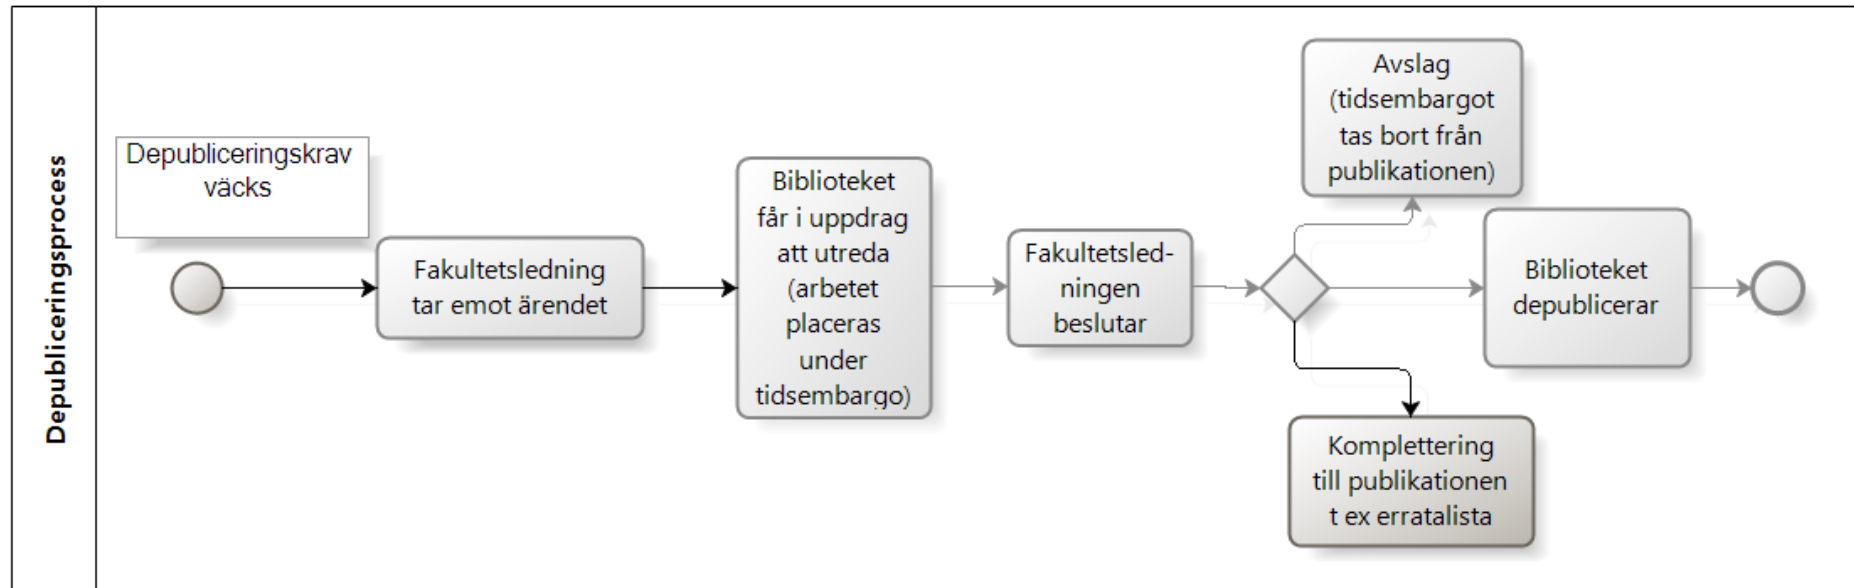 Depubliceringsprocess
Depubliceringskrav
väcks
Fakultetsledning
tar emot ärendet
Biblioteket
får i uppdrag
att utreda
(arbetet
placeras
under
tidsembargo)
Fakultetsled-
ningen
beslutar
Avslag
(tidsembargot
tas bort från
publikationen)
Biblioteket
depublicerar
Komplettering
till publikationen
t ex erratalista